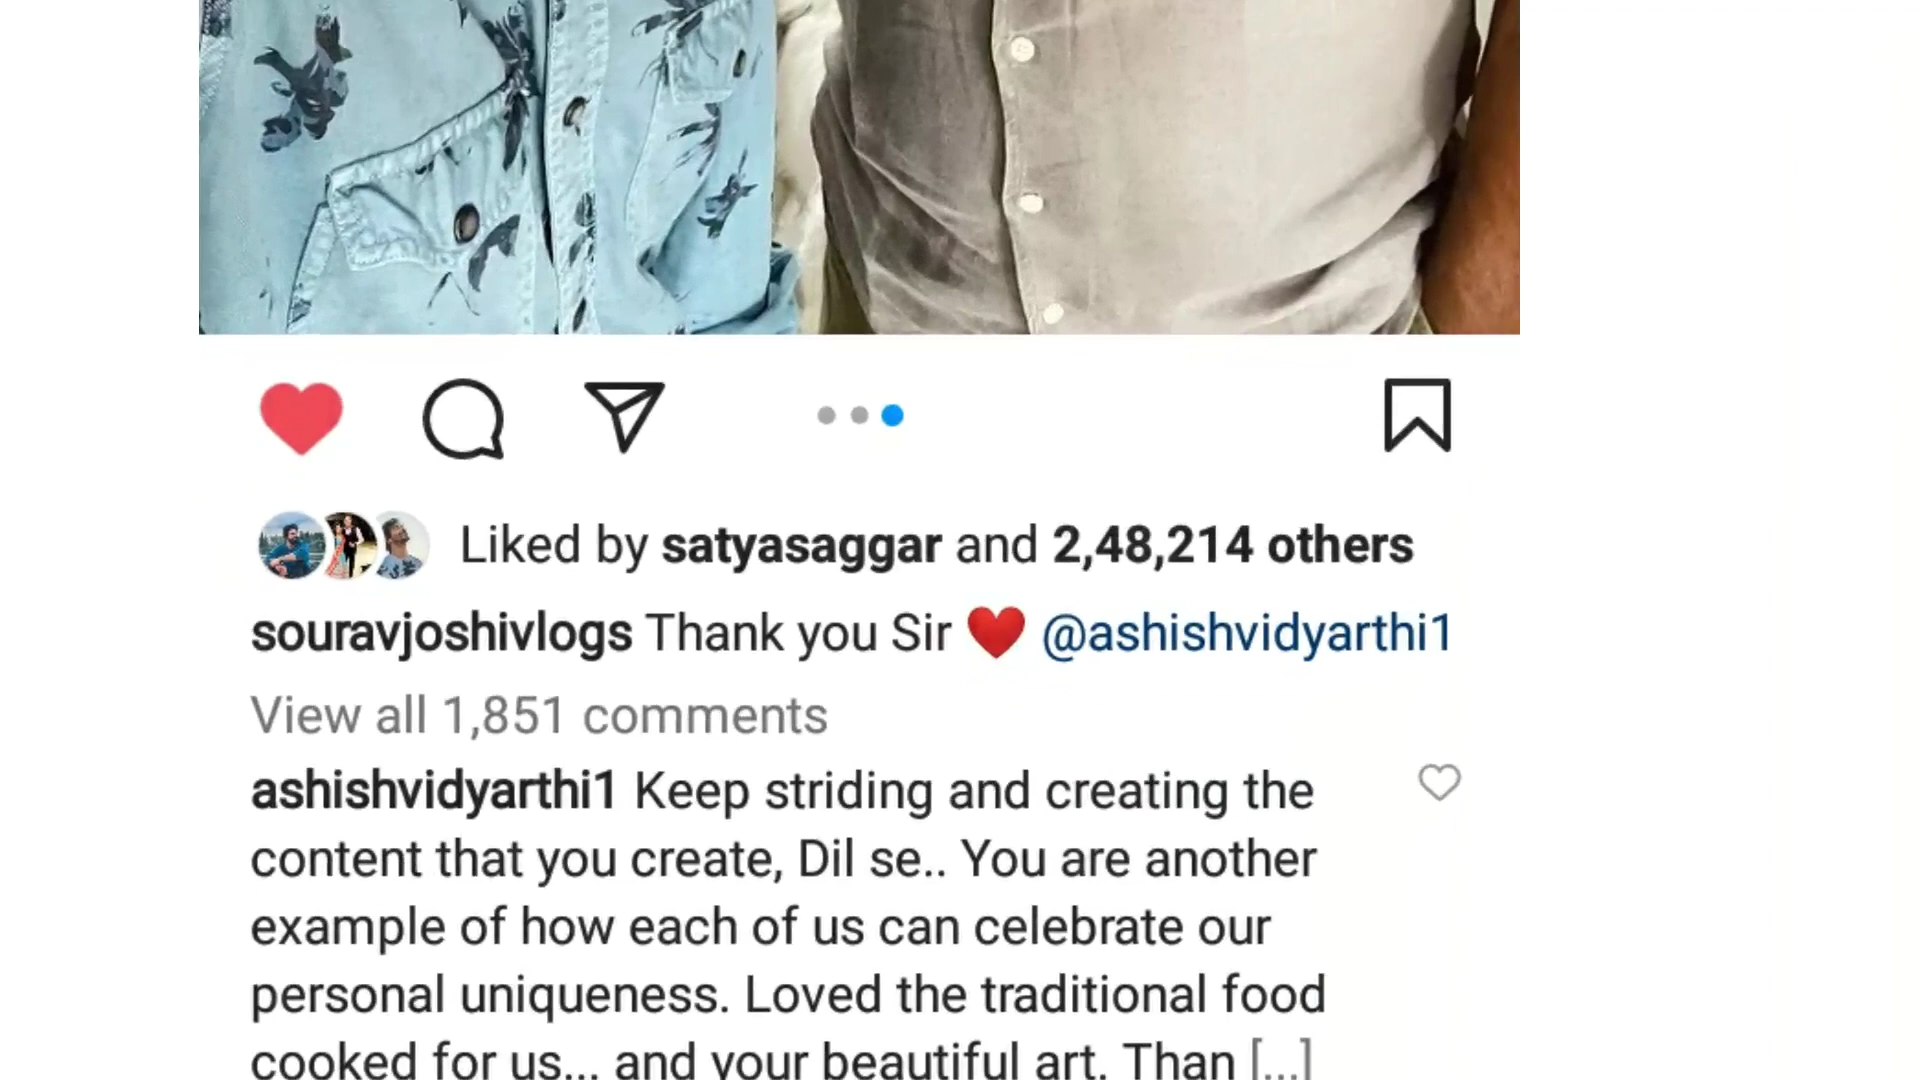 Liked by satyasaggar and 2,48,214 others
souravjoshivlogs Thank you Sir ❤️ @ashishvidyarthi1
View all 1,851 comments
ashishvidyarthi1 Keep striding and creating the
content that you create, Dil se.. You are another
example of how each of us can celebrate our
personal uniqueness. Loved the traditional food
cooked for us... and your beautiful art. Than [...]